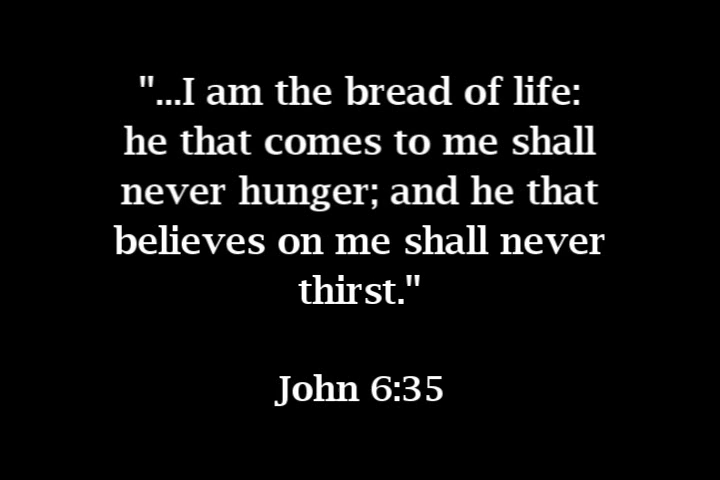 "...I am the bread of life:
he that comes to me shall
never hunger; and he that
believes on me shall never
thirst."
John 6:35